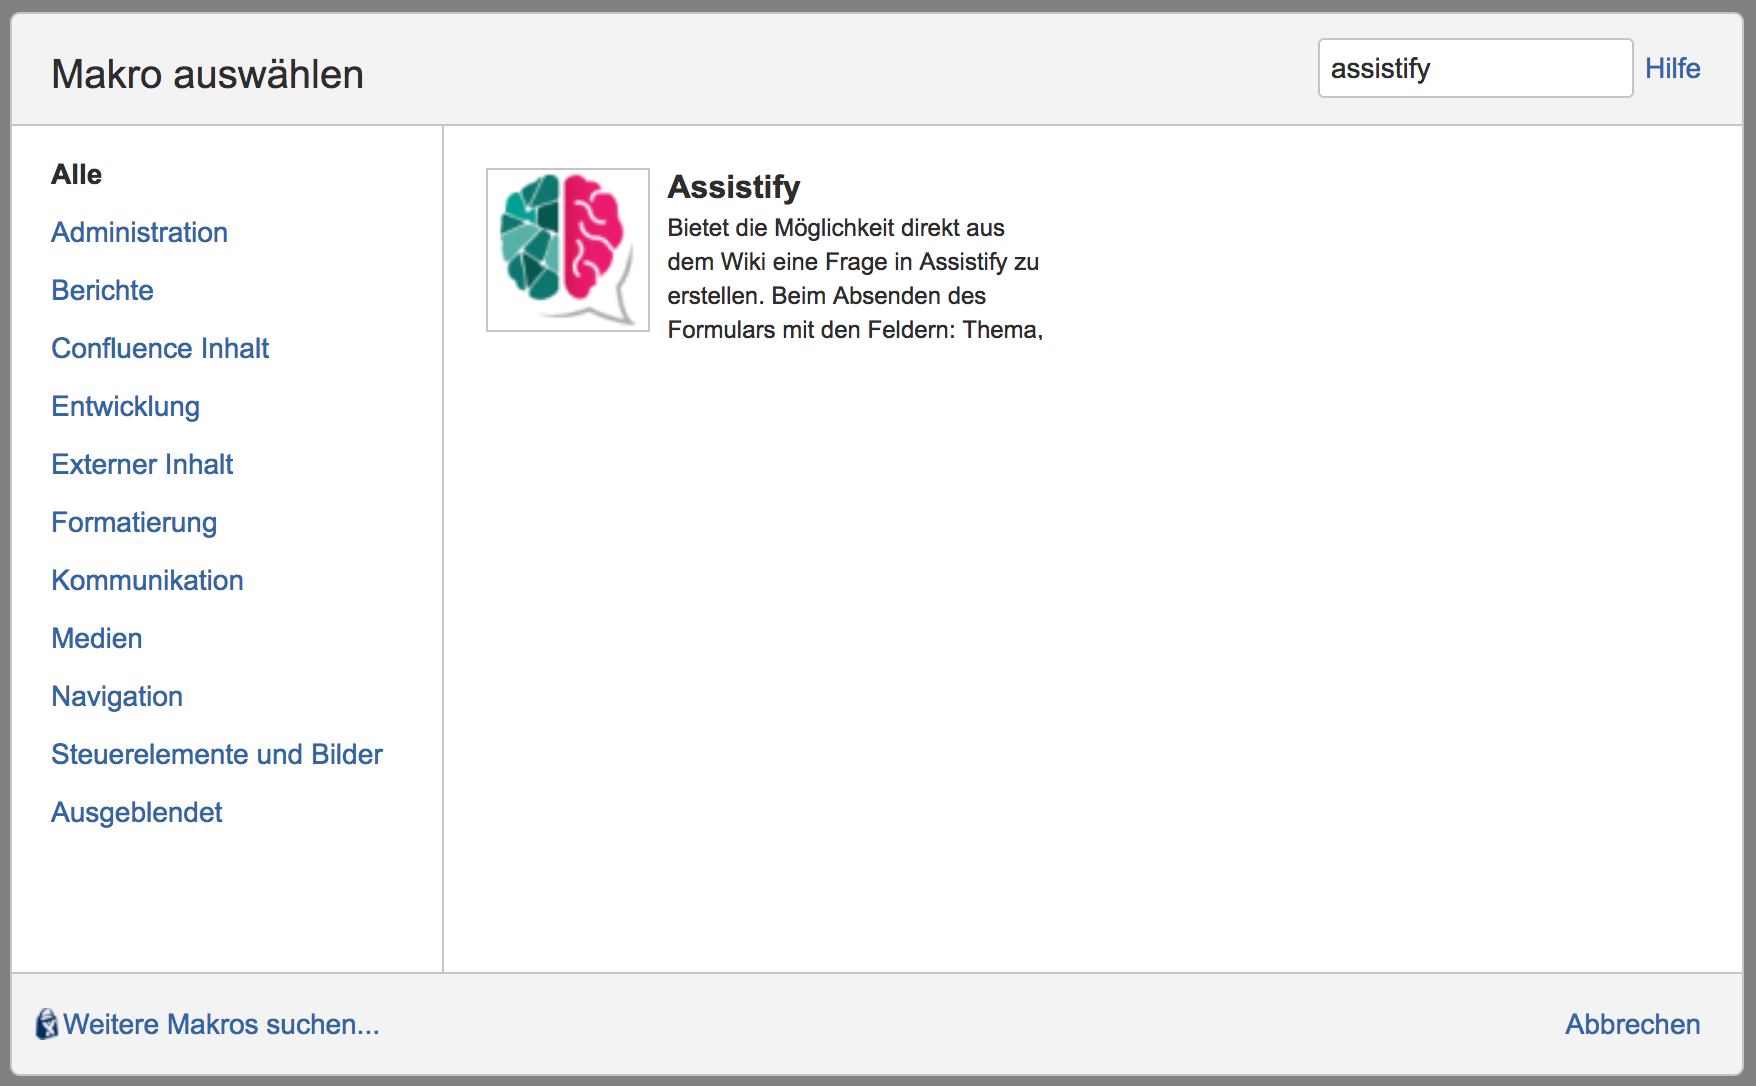 Makro auswählen
assistify
Hilfe
Alle
Administration
Berichte
Confluence Inhalt
Entwicklung
Externer Inhalt
Formatierung
Kommunikation
Medien
Navigation
Steuerelemente und Bilder
Ausgeblendet
Assistify
Bietet die Möglichkeit direkt aus
dem Wiki eine Frage in Assistify zu
erstellen. Beim Absenden des
Formulars mit den Feldern: Thema,
Weitere Makros suchen...
Abbrechen